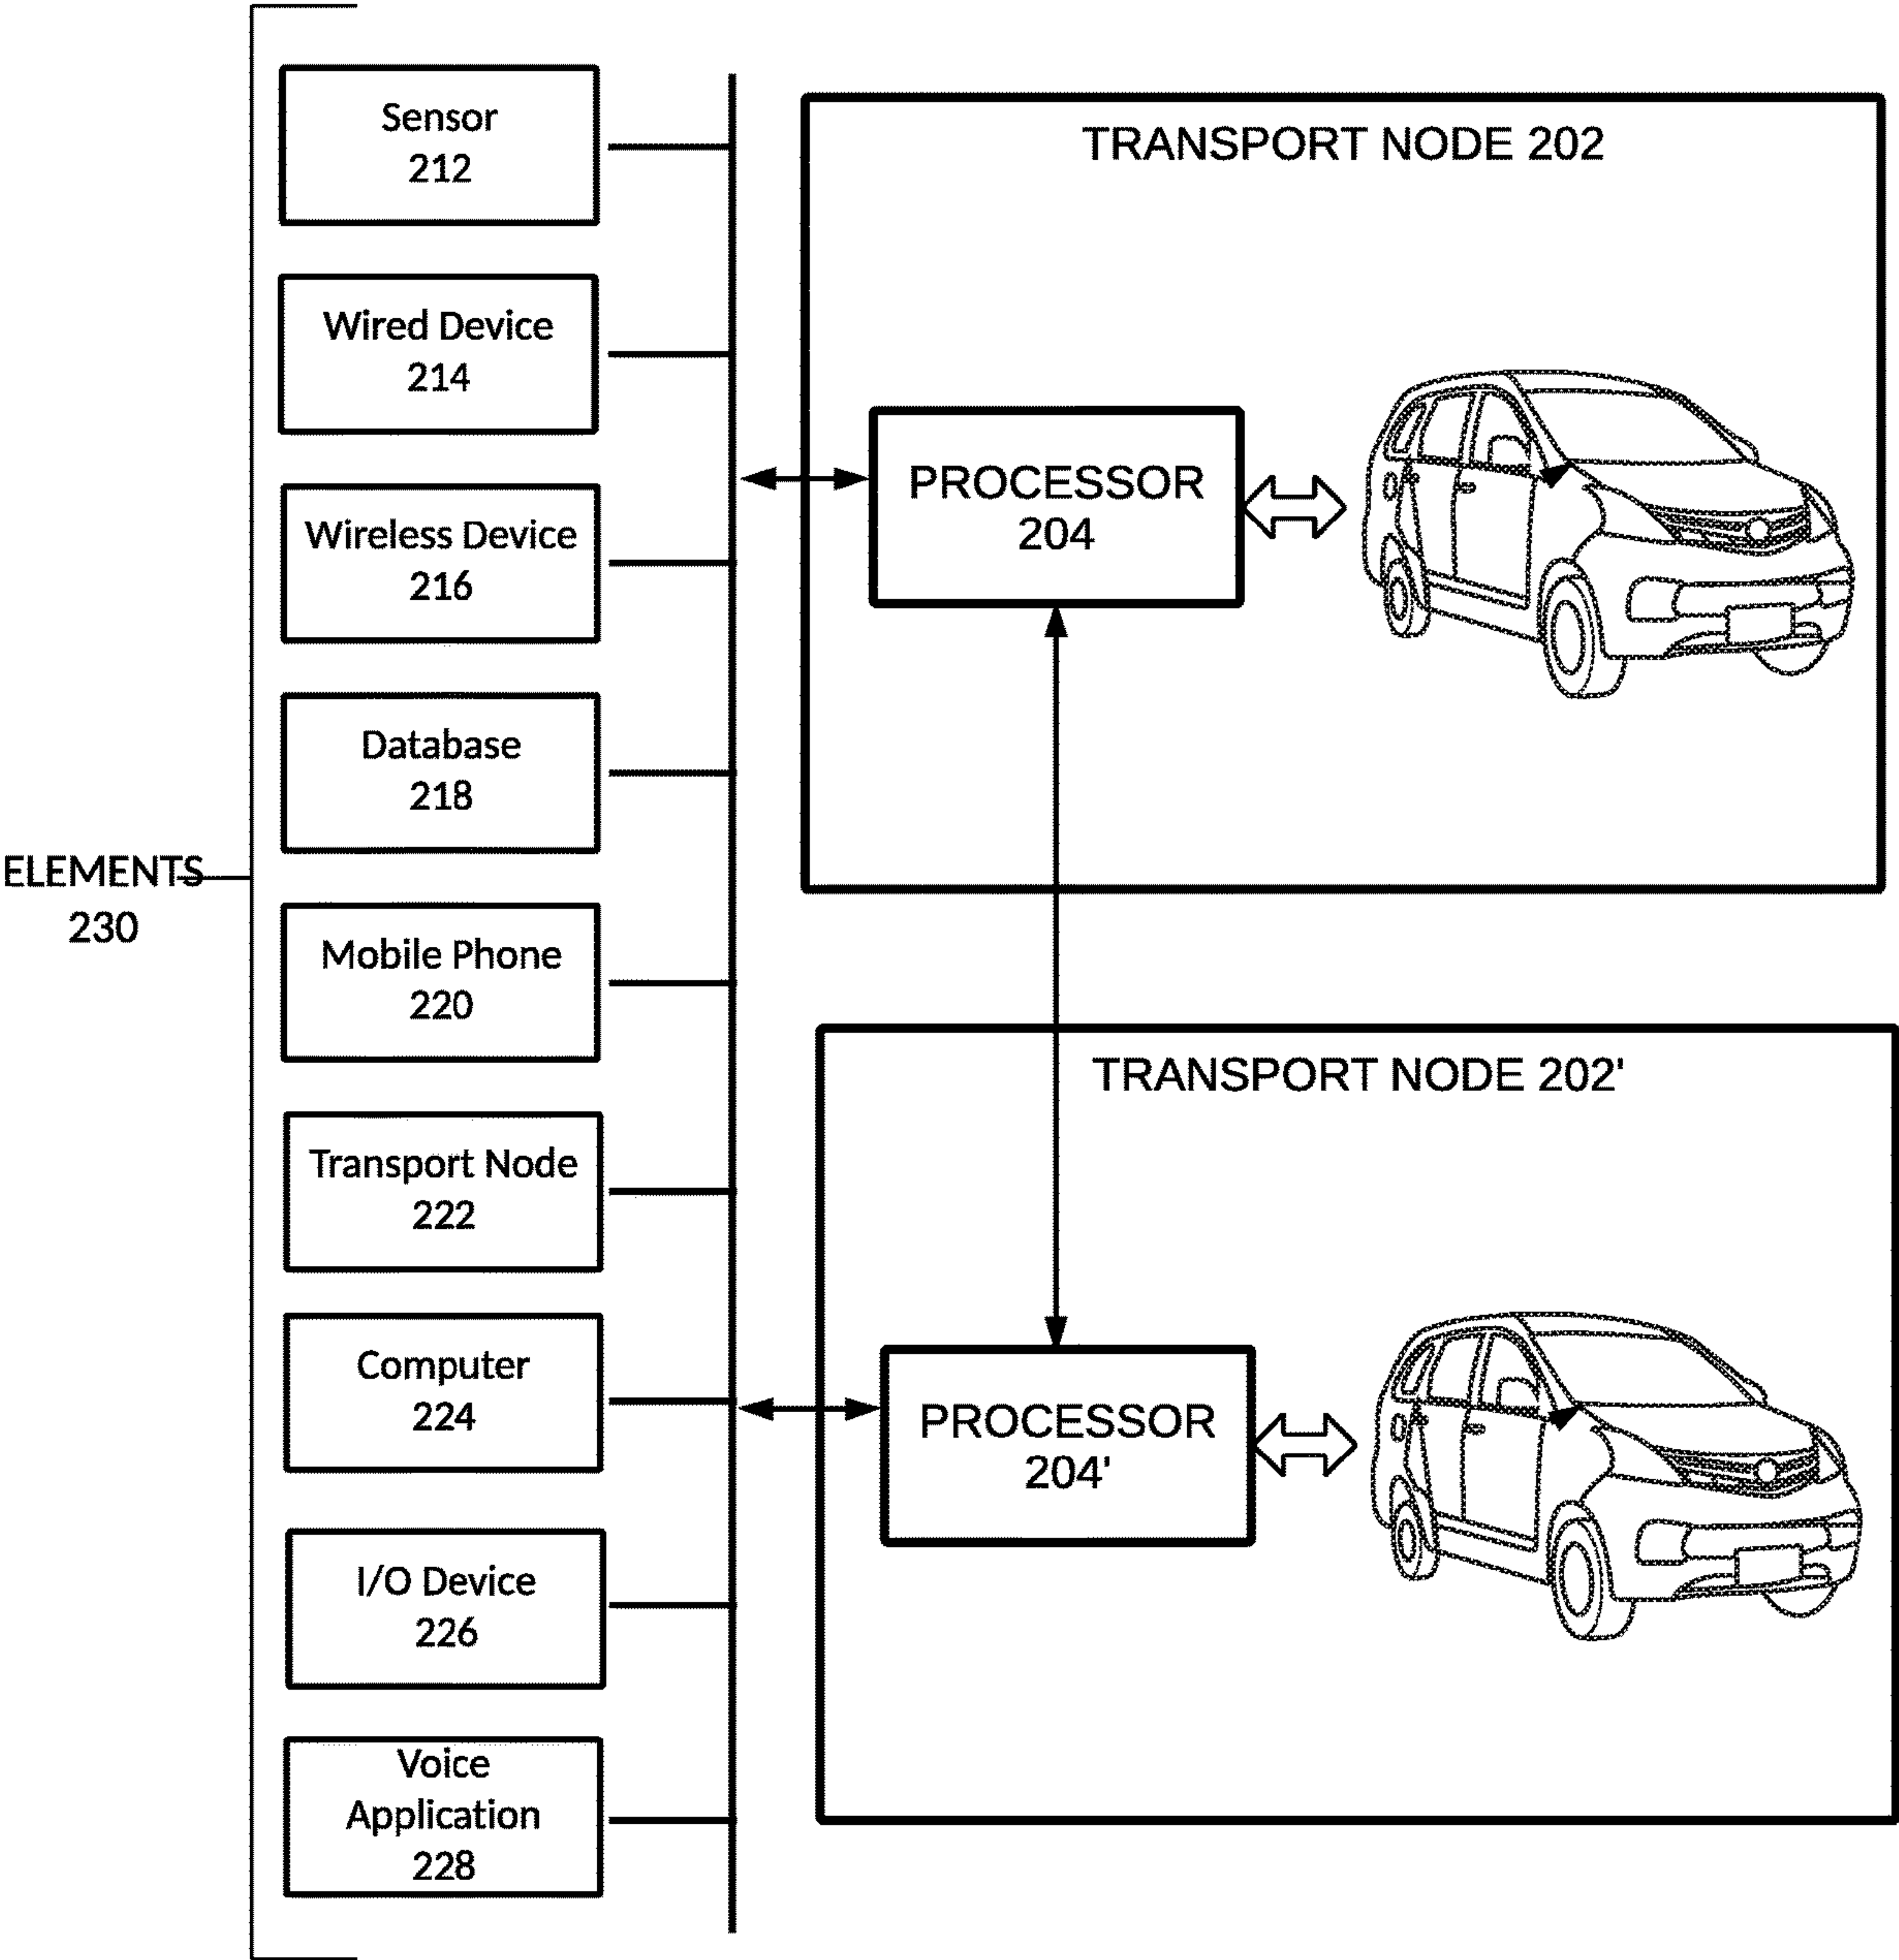 Sensor
212
Wired Device
214
Wireless Device
216
Database
218
ELEMENTS
230
Mobile Phone
220
Transport Node
222
Computer
224
I/O Device
226
Voice
Application
228
TRANSPORT NODE 202
PROCESSOR
204
TRANSPORT NODE 202'
PROCESSOR
204'